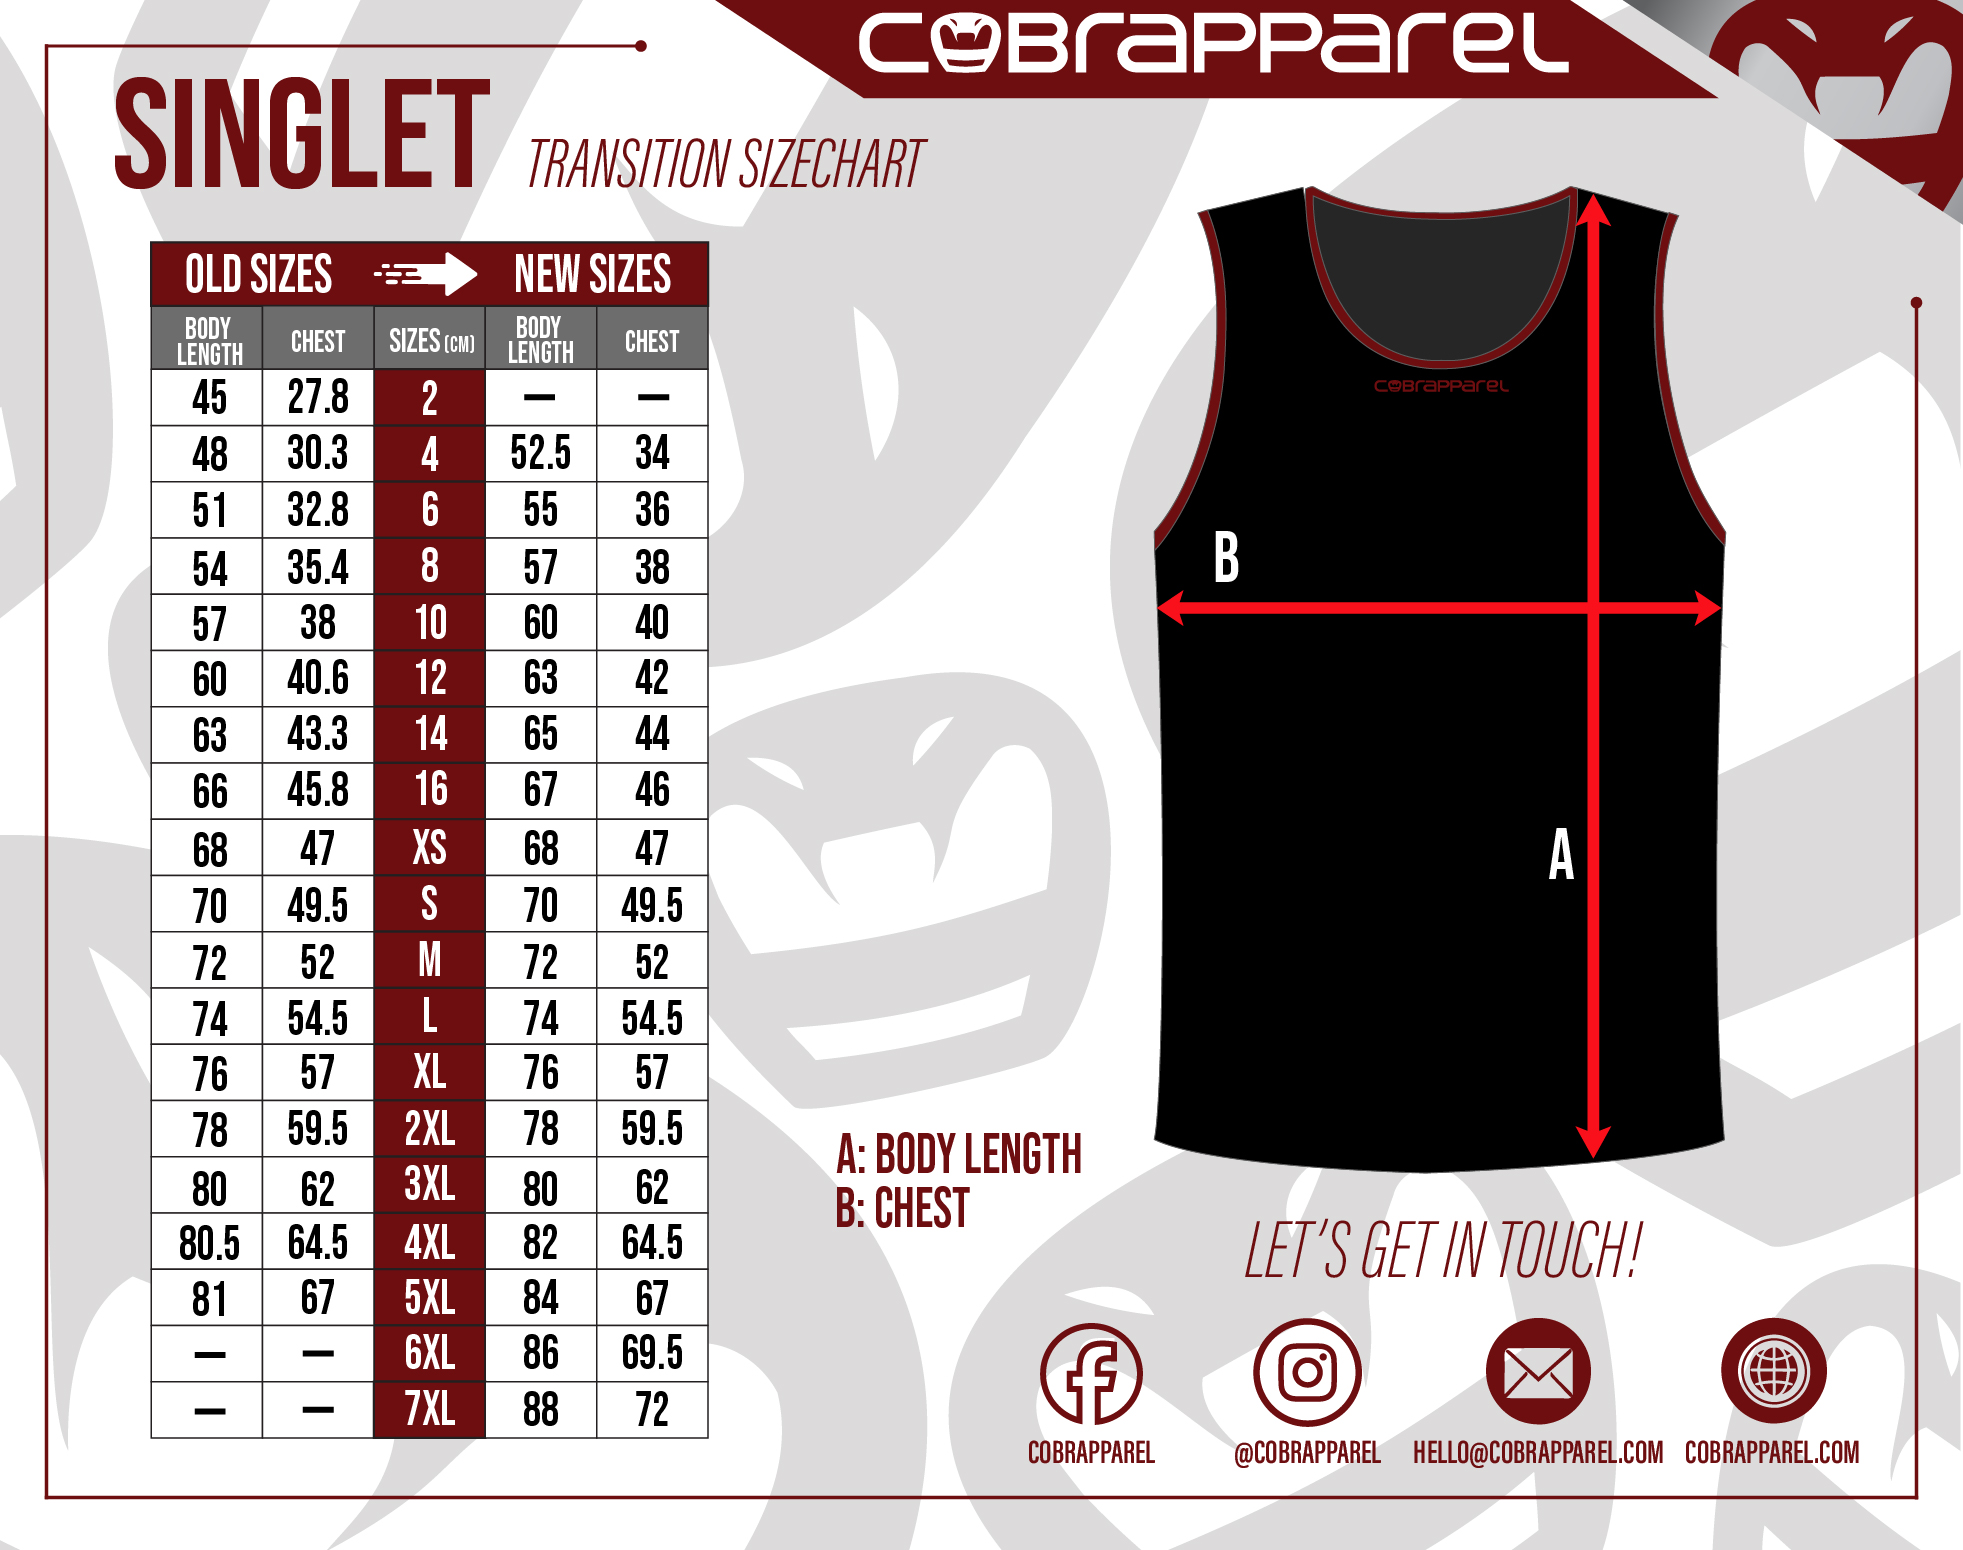 COBRAPPAREL
SINGLET
TRANSITION SIZECHART
OLD SIZES NEW SIZES
BODY LENGTH CHEST SIZES (CM) BODY LENGTH CHEST
45 27.8 2 — —
48 30.3 4 52.5 34
51 32.8 6 55 36
54 35.4 8 57 38
57 38 10 60 40
60 40.6 12 63 42
63 43.3 14 65 44
66 45.8 16 67 46
68 47 XS 68 47
70 49.5 S 70 49.5
72 52 M 72 52
74 54.5 L 74 54.5
76 57 XL 76 57
78 59.5 2XL 78 59.5
80 62 3XL 80 62
80.5 64.5 4XL 82 64.5
81 67 5XL 84 67
— — 6XL 86 69.5
— — 7XL 88 72
COBRAPPAREL
B
A
A: BODY LENGTH
B: CHEST
LET'S GET IN TOUCH!
COBRAPPAREL @COBRAPPAREL HELLO@COBRAPPAREL.COM COBRAPPAREL.COM